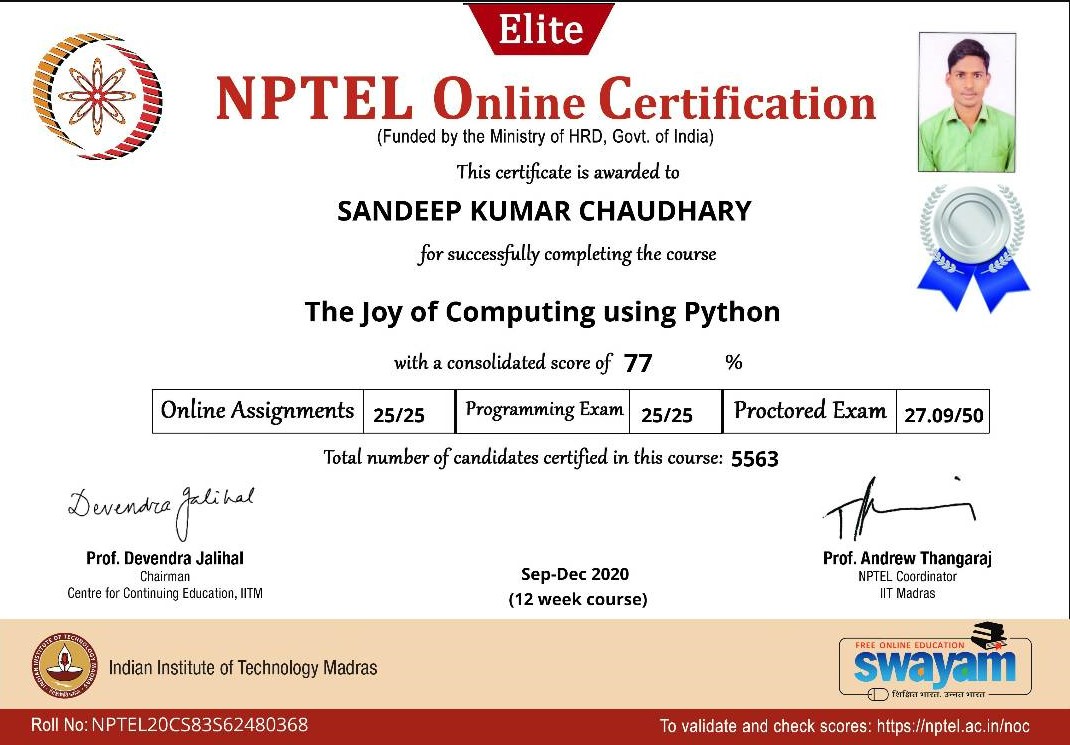 Elite
NPTEL Online Certification
(Funded by the Ministry of HRD, Govt. of India)
This certificate is awarded to
SANDEEP KUMAR CHAUDHARY
for successfully completing the course
The Joy of Computing using Python
with a consolidated score of 77 %
Online Assignments 25/25 Programming Exam 25/25 Proctored Exam 27.09/50
Total number of candidates certified in this course: 5563
Devendra Jalihal
Prof. Devendra Jalihal
Chairman
Centre for Continuing Education, IITM
Sep-Dec 2020
(12 week course)
Prof. Andrew Thangaraj
NPTEL Coordinator
IIT Madras
Indian Institute of Technology Madras
FREE ONLINE EDUCATION
swayam
शिक्षित भारत, उन्नत भारत
Roll No: NPTEL20CS83S62480368
To validate and check scores: https://nptel.ac.in/noc